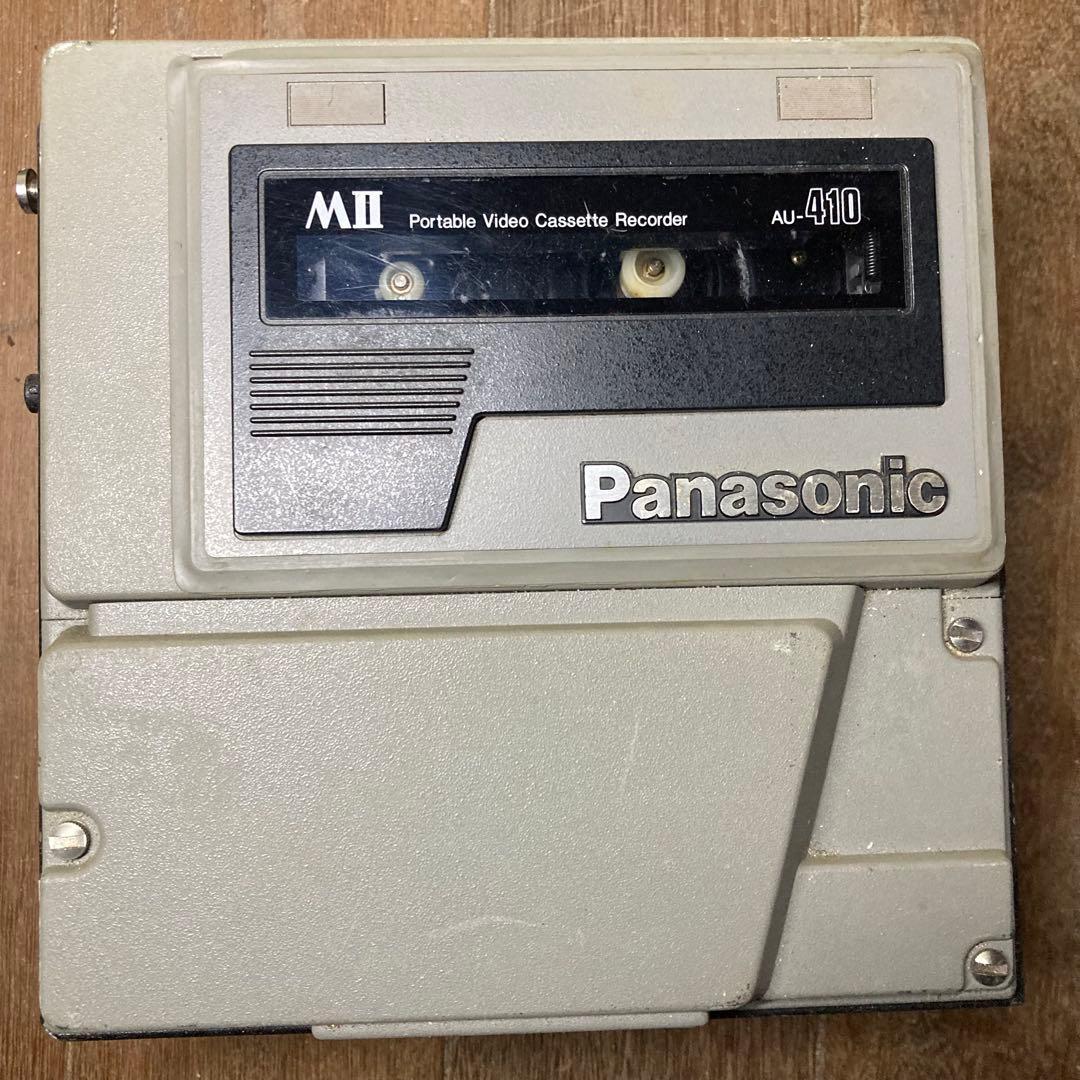 MII Portable Video Cassette Recorder AU-410
Panasonic